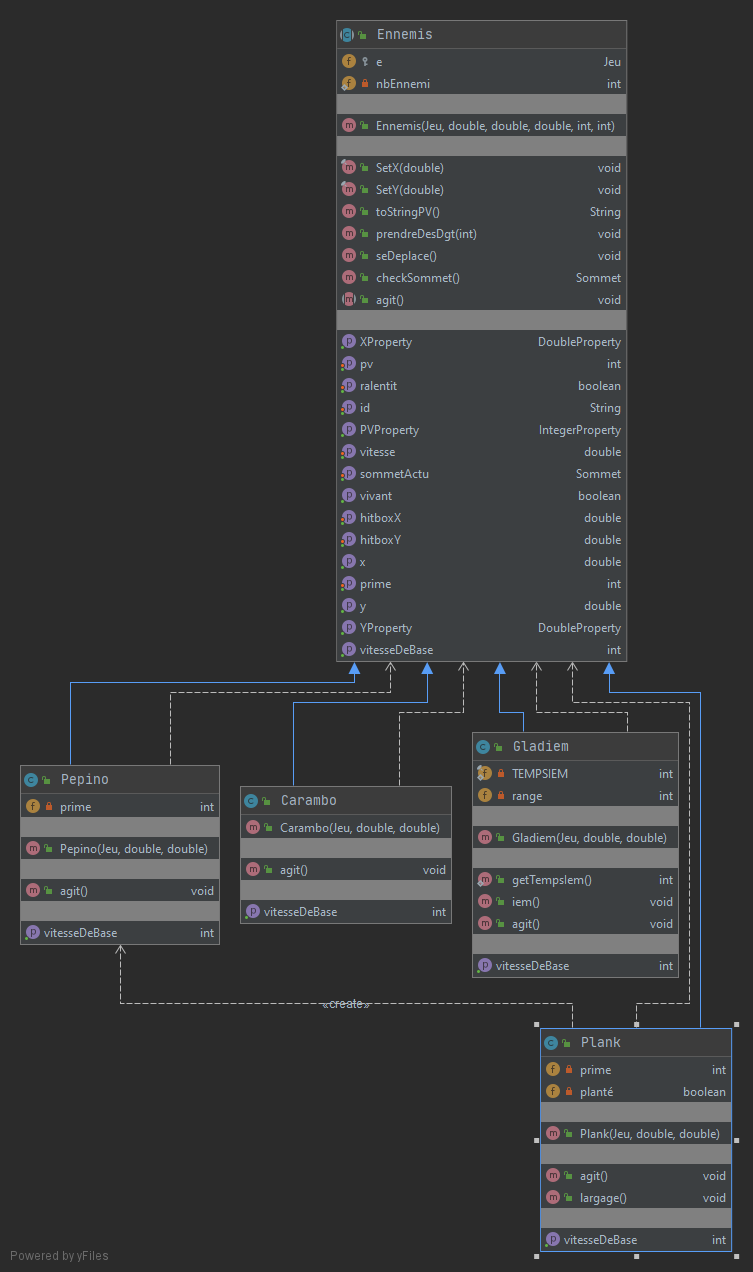 Ennemis
e Jeu
nbEnnemi int
Ennemis(Jeu, double, double, double, int, int)
SetX(double) void
SetY(double) void
toStringPV() String
prendreDesDgt(int) void
seDeplace() void
checkSommet() Sommet
agit() void
XProperty DoubleProperty
pv int
ralentit boolean
id String
PVProperty IntegerProperty
vitesse double
sommetActu Sommet
vivant boolean
hitboxX double
hitboxY double
x double
prime int
y double
YProperty DoubleProperty
vitesseDeBase int
Pepino
prime int
Pepino(Jeu, double, double)
agit() void
vitesseDeBase int
Carambo
Carambo(Jeu, double, double)
agit() void
vitesseDeBase int
Gladiem
TEMPSIEM int
range int
Gladiem(Jeu, double, double)
getTempsIem() int
iem() void
agit() void
vitesseDeBase int
«create»
Plank
prime int
planté boolean
Plank(Jeu, double, double)
agit() void
largage() void
vitesseDeBase int
Powered by yFiles